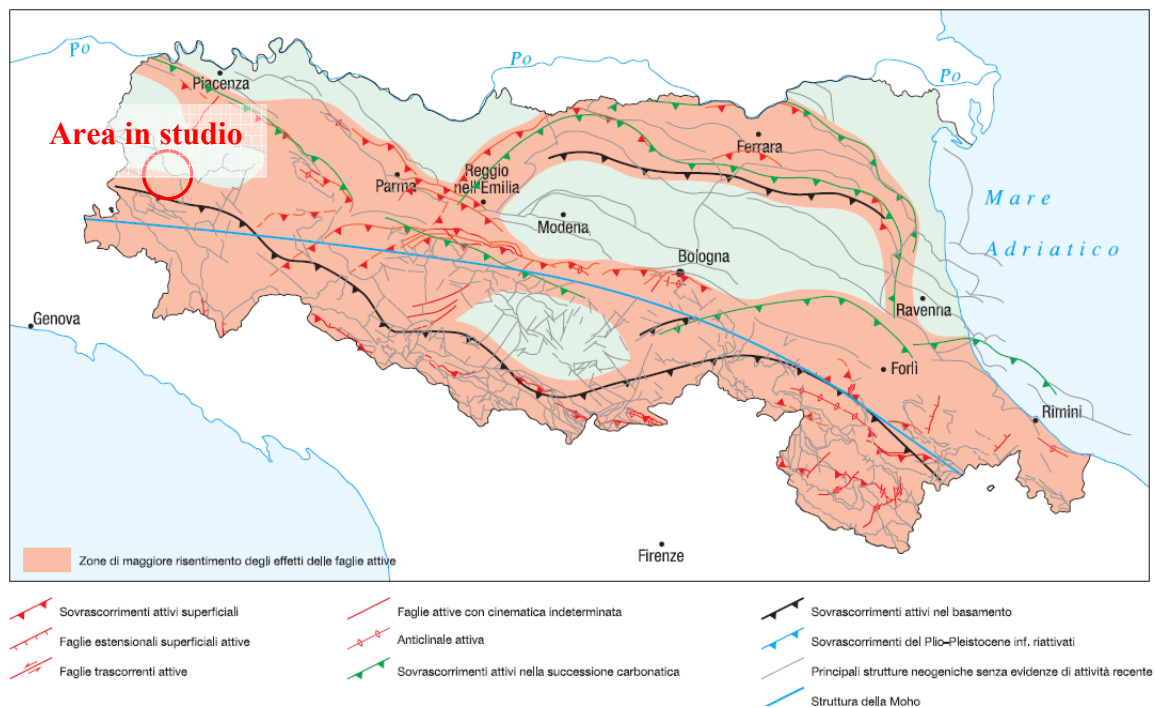 Po
Po
Po
Piacenza
Area in studio
Ferrara
Reggio
nell'Emilia
Parma
Mare
Modena
Adriatico
Bologna
Ravenna
Genova
Forlì
Rimini
Firenze
Zone di maggiore risentimento degli effetti delle faglie attive
Sovrascorrimenti attivi superficiali
Faglie estensionali superficiali attive
Faglie trascorrenti attive
Faglie attive con cinematica indeterminata
Anticlinale attiva
Sovrascorrimenti attivi nella successione carbonatica
Sovrascorrimenti attivi nel basamento
Sovrascorrimenti del Plio–Pleistocene inf. riattivati
Principali strutture neogeniche senza evidenze di attività recente
Struttura della Moho